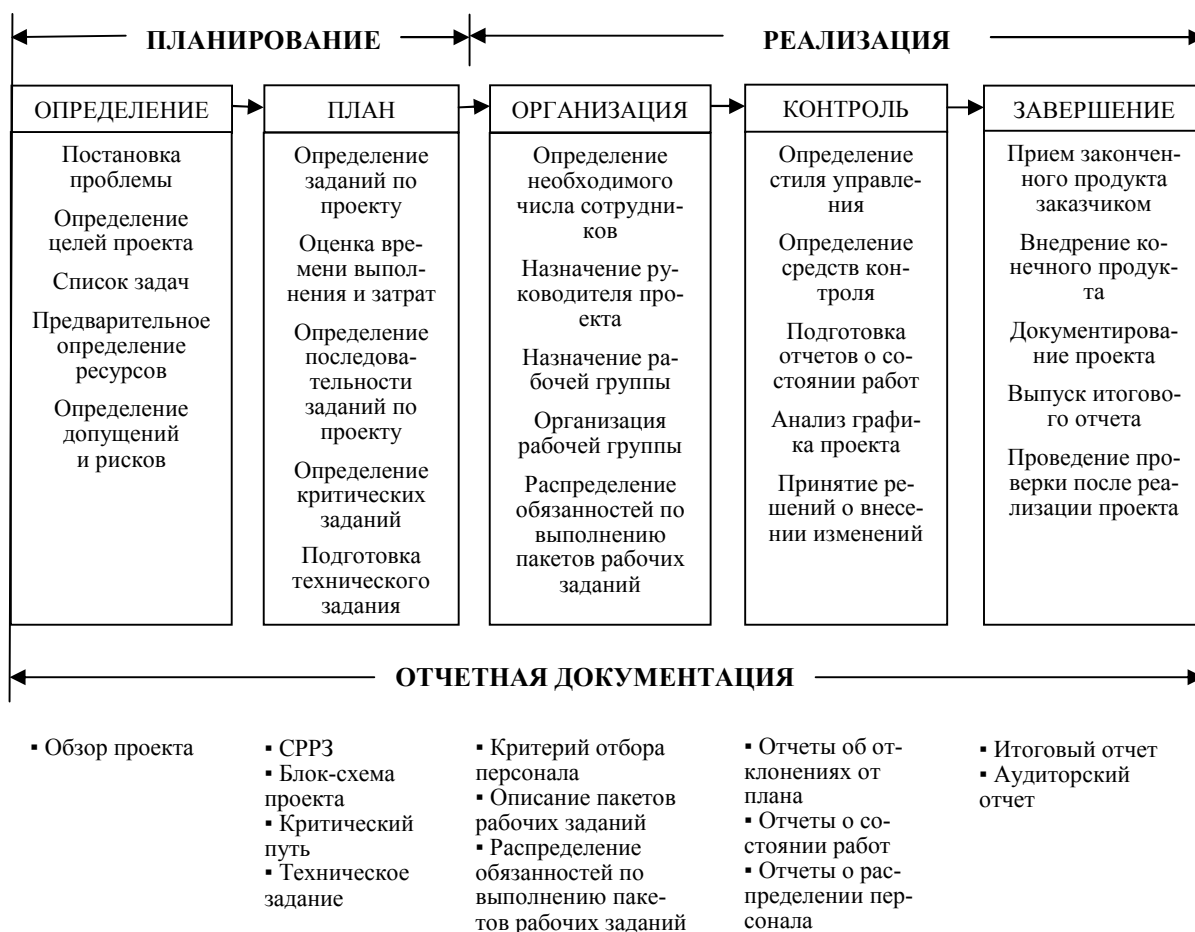 ПЛАНИРОВАНИЕ
РЕАЛИЗАЦИЯ
ОПРЕДЕЛЕНИЕ
Постановка
проблемы
Определение
целей проекта
Список задач
Предварительное
определение
ресурсов
Определение
допущений
и рисков
ПЛАН
Определение
заданий по
проекту
Оценка вре-
мени выпол-
нения и затрат
Определение
последова-
тельности
заданий по
проекту
Определение
критических
заданий
Подготовка
технического
задания
ОРГАНИЗАЦИЯ
Определение
необходимого
числа сотрудни-
ков
Назначение ру-
ководителя про-
екта
Назначение ра-
бочей группы
Организация
рабочей группы
Распределение
обязанностей по
выполнению
пакетов рабочих
заданий
КОНТРОЛЬ
Определение
стиля управле-
ния
Определение
средств кон-
троля
Подготовка
отчетов о со-
стоянии работ
Анализ графи-
ка проекта
Принятие ре-
шений о внесе-
нии изменений
ЗАВЕРШЕНИЕ
Прием закончен-
ного продукта
заказчиком
Внедрение ко-
нечного продук-
та
Документирова-
ние проекта
Выпуск итогово-
го отчета
Проведение про-
верки после реа-
лизации проекта
ОТЧЕТНАЯ ДОКУМЕНТАЦИЯ
▪ Обзор проекта
▪ СРРЗ
▪ Блок-схема
проекта
▪ Критический
путь
▪ Техническое
задание
▪ Критерий отбора
персонала
▪ Описание пакетов
рабочих заданий
▪ Распределение
обязанностей по
выполнению паке-
тов рабочих заданий
▪ Отчеты об от-
клонениях от
плана
▪ Отчеты о со-
стоянии работ
▪ Отчеты о рас-
пределении пер-
сонала
▪ Итоговый отчет
▪ Аудиторский
отчет